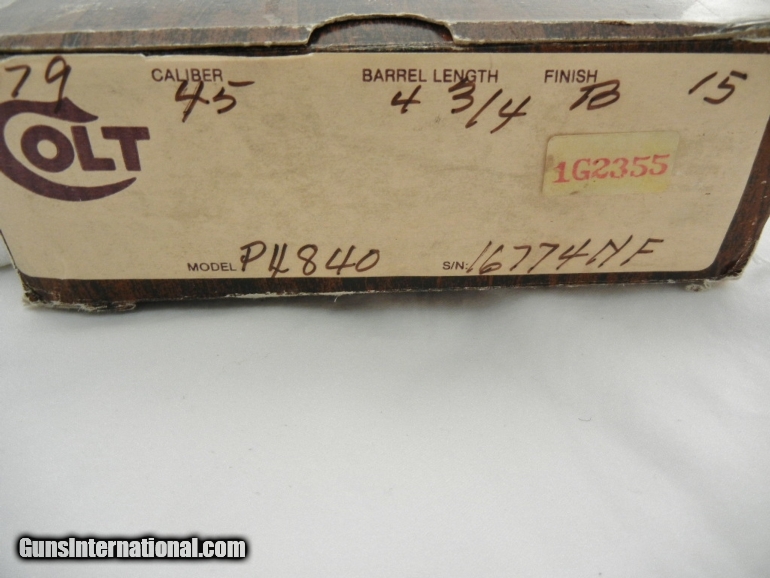 79 CALIBER BARREL LENGTH FINISH 15
45 4 3/4 B
COLT
1G2355
MODEL P4840 S/N: 16774NF
GunsInternational.com